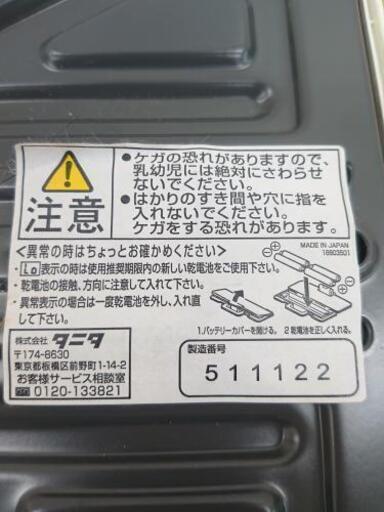 注意
●ケガの恐れがありますので、
乳幼児には絶対にさわらせ
ないでください。
●はかりのすき間や穴に指を
入れないでください。
ケガをする恐れがあります。
<異常の時はちょっとお確かめください>
・Lo表示の時は使用推奨期限内の新しい乾電池をご使用下さい。
・乾電池の接触、方向に注意して入れて下さい。
・異常表示の場合は一度乾電池を外し、入れ直
して下さい。
MADE IN JAPAN
18803501
1.バッテリーカバーを開ける。 2 乾電池を正しく入れる。
株式会社 タニタ
〒174-8630
東京都板橋区前野町1-14-2
お客様サービス相談室
0120-133821
製造番号
511122